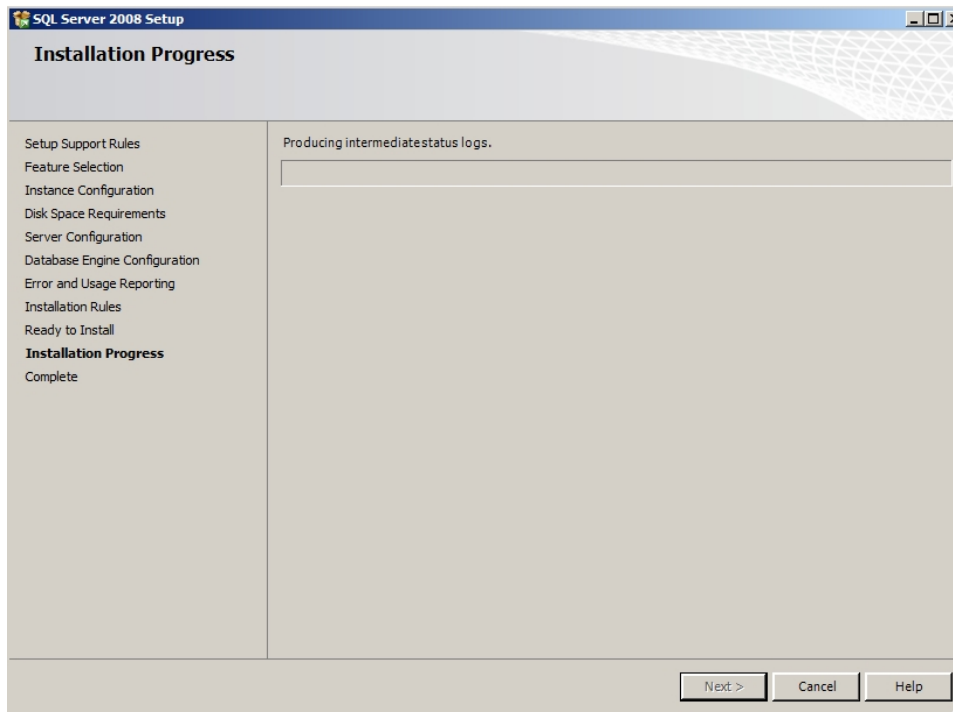 SQL Server 2008 Setup
Installation Progress
Setup Support Rules
Feature Selection
Instance Configuration
Disk Space Requirements
Server Configuration
Database Engine Configuration
Error and Usage Reporting
Installation Rules
Ready to Install
Installation Progress
Complete
Producing intermediatestatus logs.
Next >
Cancel
Help